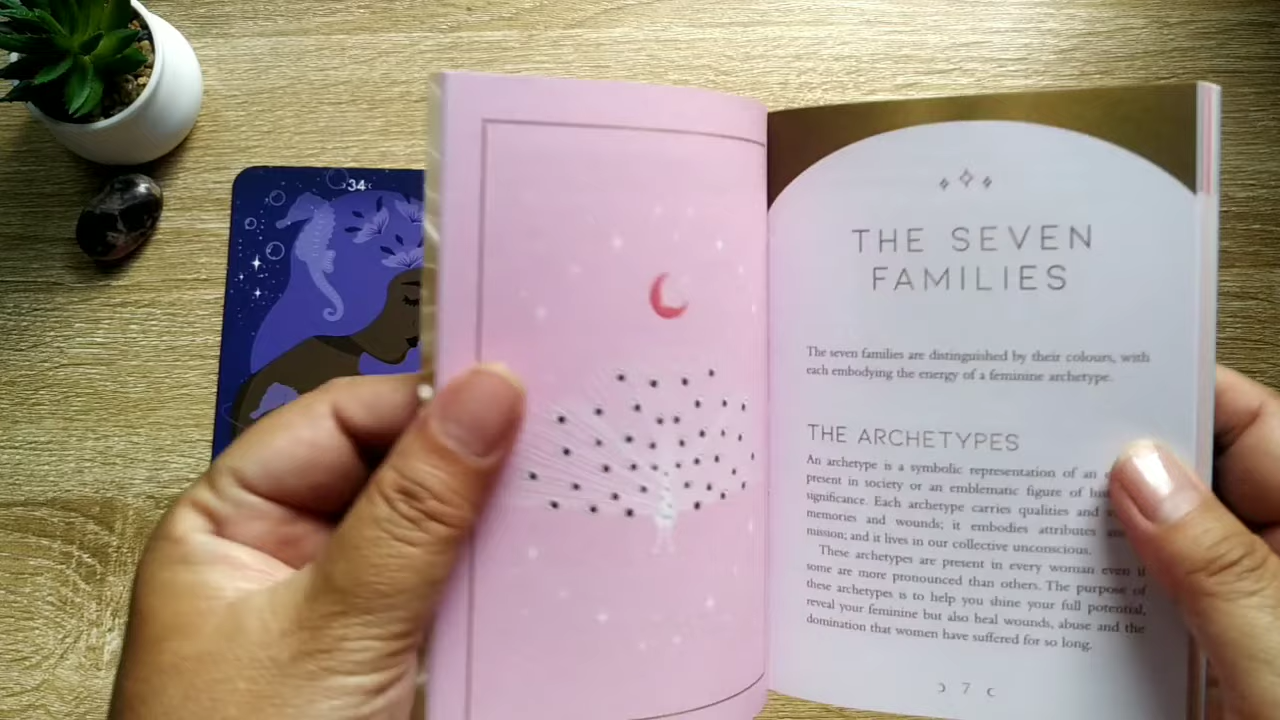 34
THE SEVEN
FAMILIES
The seven families are distinguished by their colours, with
each embodying the energy of a feminine archetype.
THE ARCHETYPES
An archetype is a symbolic representation of an
present in society or an emblematic figure of
significance. Each archetype carries qualities and
memories and wounds; it embodies attributes
mission; and it lives in our collective unconscious.
These archetypes are present in every woman even if
some are more pronounced than others. The purpose of
these archetypes is to help you shine your full potential,
reveal your feminine but also heal wounds, abuse and the
domination that women have suffered for so long.
7